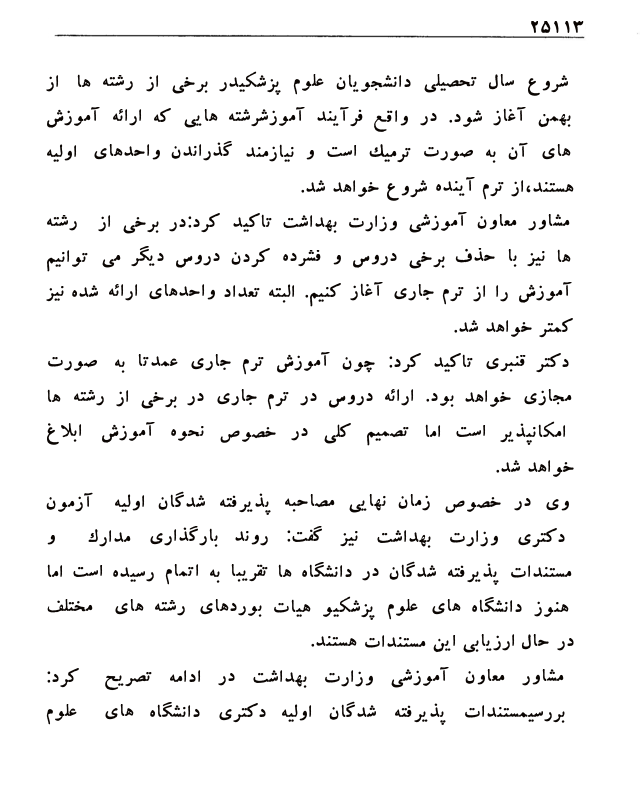 ۲۵۱۱۳
شروع سال تحصیلی دانشجویان علوم پزشکیدر برخی از رشته ها از
بهمن آغاز شود. در واقع فرآیند آموزشرشته هایی که ارائه آموزش
های آن به صورت ترمیك است و نیازمند گذراندن واحدهای اولیه
هستند،از ترم آینده شروع خواهد شد.
مشاور معاون آموزشی وزارت بهداشت تاکید کرد:در برخی از رشته
ها نیز با حذف برخی دروس و فشرده کردن دروس دیگر می توانیم
آموزش را از ترم جاری آغاز کنیم. البته تعداد واحدهای ارائه شده نیز
کمتر خواهد شد.
دکتر قنبری تاکید کرد: چون آموزش ترم جاری عمدتا به صورت
مجازی خواهد بود. ارائه دروس در ترم جاری در برخی از رشته ها
امکانپذیر است اما تصمیم کلی در خصوص نحوه آموزش ابلاغ
خواهد شد.
وی در خصوص زمان نهایی مصاحبه پذیرفته شدگان اولیه آزمون
دکتری وزارت بهداشت نیز گفت: روند بارگذاری مدارك و
مستندات پذیرفته شدگان در دانشگاه ها تقریبا به اتمام رسیده است اما
هنوز دانشگاه های علوم پزشکیو هیات بوردهای رشته های مختلف
در حال ارزیابی این مستندات هستند.
مشاور معاون آموزشی وزارت بهداشت در ادامه تصریح کرد:
بررسیمستندات پذیرفته شدگان اولیه دکتری دانشگاه های علوم